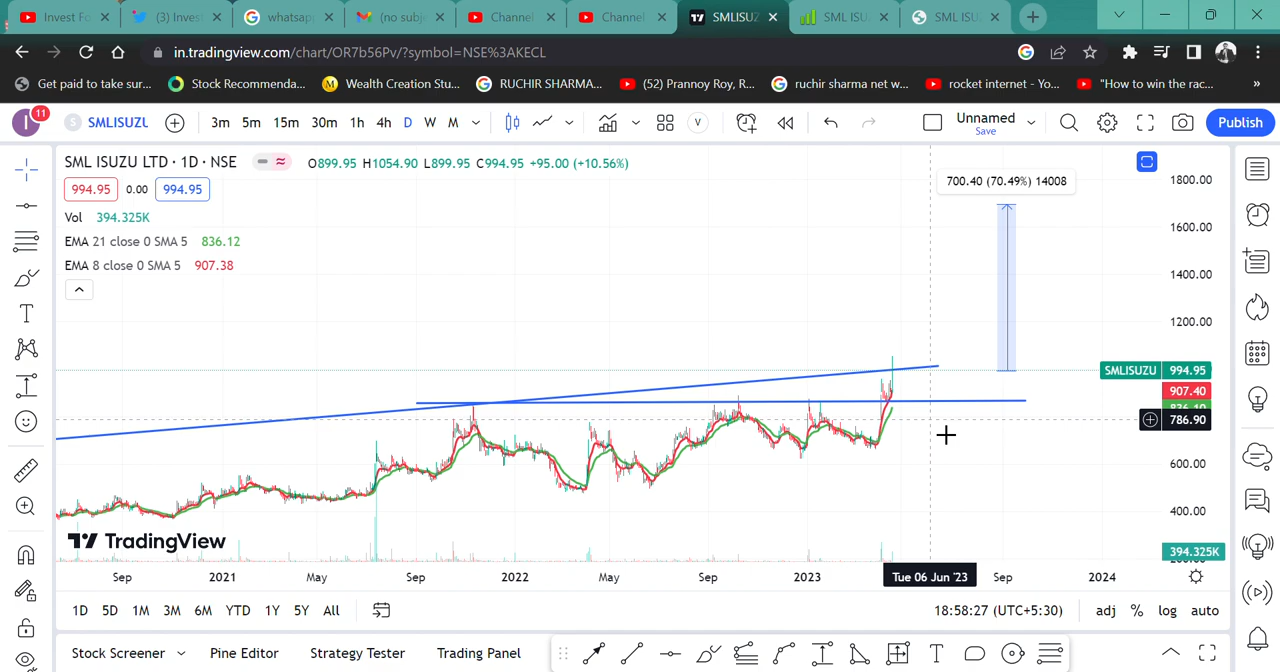 Invest Fo
(3) Invest
whatsapp
(no subje
Channel
Channel
SMLISUZ
SML ISUZ
SML ISUZ
in.tradingview.com/chart/OR7b56Pv/?symbol=NSE%3AKECL
Get paid to take sur...
Stock Recommenda...
Wealth Creation Stu...
RUCHIR SHARMA...
(52) Prannoy Roy, R...
ruchir sharma net w...
rocket internet - Yo...
"How to win the rac...
»
I 11
S SMLISUZU
3m 5m 15m 30m 1h 4h D W M
V
Unnamed
Save
Publish
SML ISUZU LTD · 1D · NSE
O899.95 H1054.90 L899.95 C994.95 +95.00 (+10.56%)
994.95 0.00 994.95
Vol 394.325K
EMA 21 close 0 SMA 5 836.12
EMA 8 close 0 SMA 5 907.38
700.40 (70.49%) 14008
1800.00
1600.00
1400.00
1200.00
SMLISUZU 994.95
907.40
836.10
786.90
600.00
400.00
394.325K
TradingView
Sep 2021 May Sep 2022 May Sep 2023 Tue 06 Jun '23 Sep 2024
1D 5D 1M 3M 6M YTD 1Y 5Y All
18:58:27 (UTC+5:30) adj % log auto
Stock Screener Pine Editor Strategy Tester Trading Panel
T